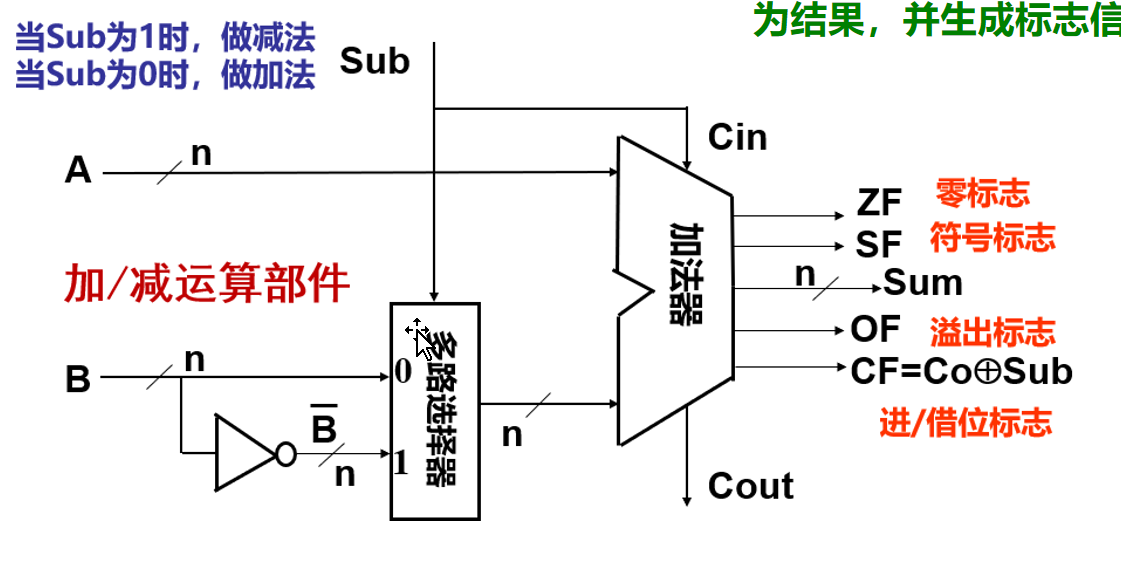 为结果，并生成标志信
当Sub为1时，做减法
当Sub为0时，做加法
Sub
Cin
A
n
ZF 零标志
SF 符号标志
加法器
n
Sum
加/减运算部件
OF 溢出标志
CF=Co⊕Sub
进/借位标志
B
n
0
多路选择器
n
B̅
n
1
Cout